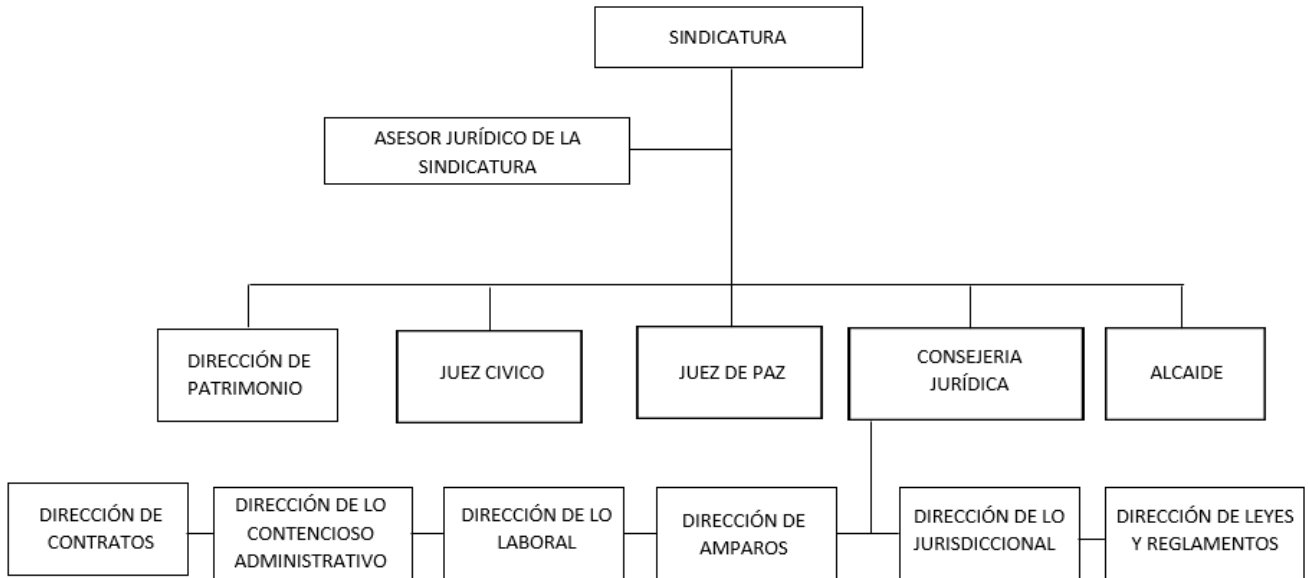 SINDICATURA
ASESOR JURÍDICO DE LA
SINDICATURA
DIRECCIÓN DE
PATRIMONIO
JUEZ CIVICO
JUEZ DE PAZ
CONSEJERIA
JURÍDICA
ALCAIDE
DIRECCIÓN DE
CONTRATOS
DIRECCIÓN DE LO
CONTENCIOSO
ADMINISTRATIVO
DIRECCIÓN DE LO
LABORAL
DIRECCIÓN DE
AMPAROS
DIRECCIÓN DE LO
JURISDICCIONAL
DIRECCIÓN DE LEYES
Y REGLAMENTOS